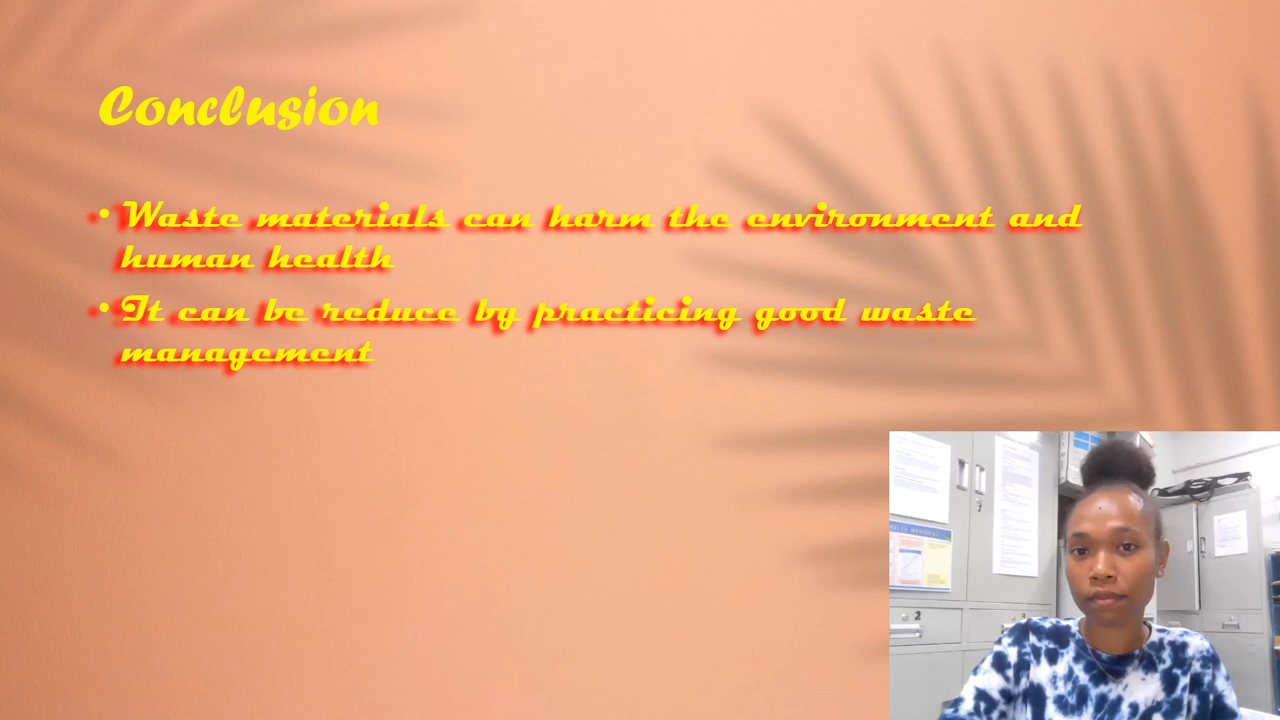 Conclusion
• Waste materials can harm the environment and
human health
• It can be reduce by practicing good waste
management
2